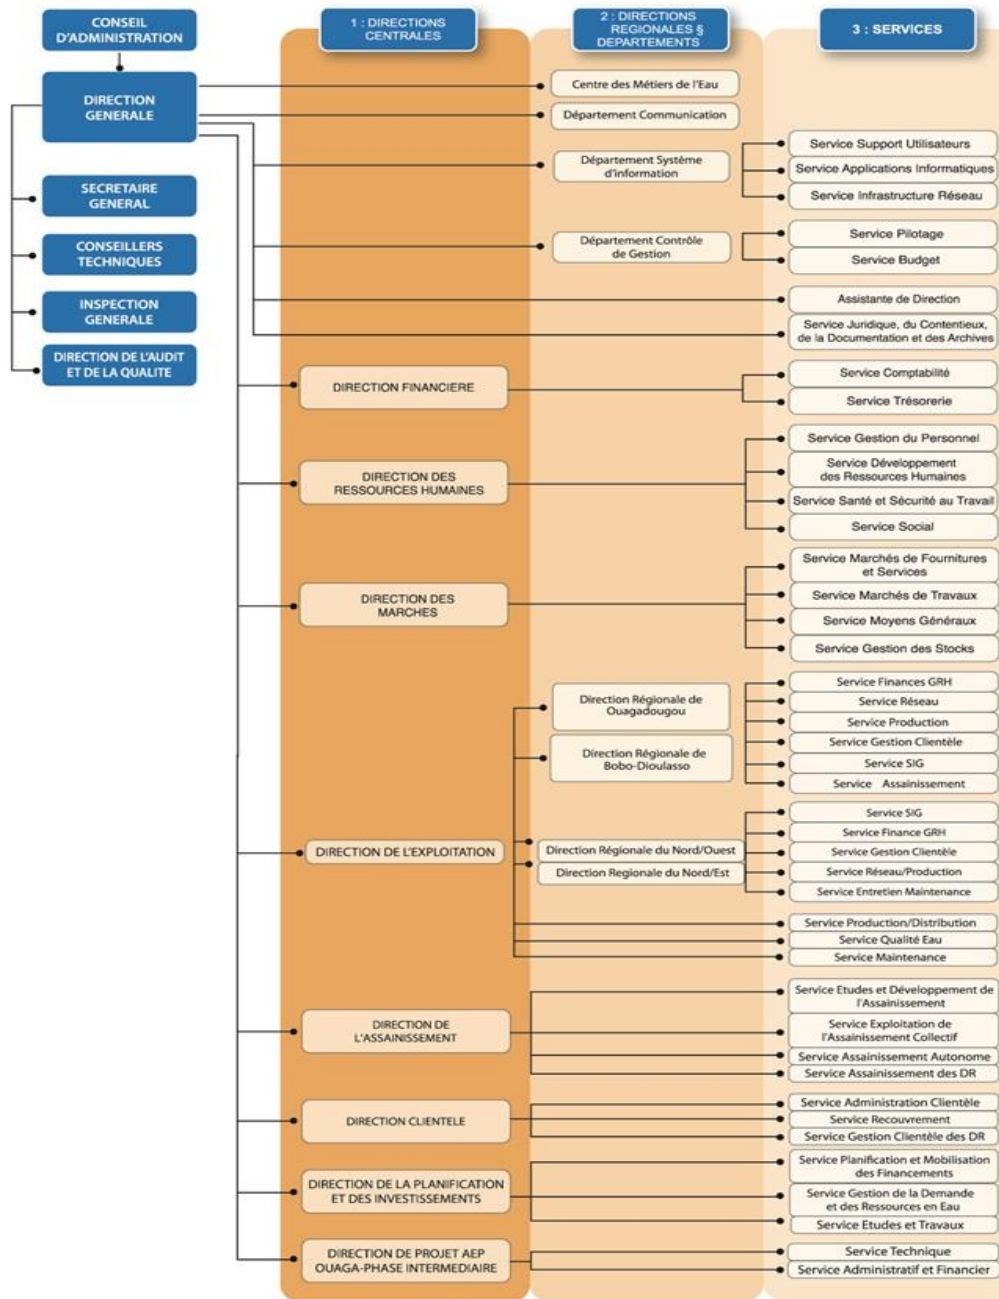 CONSEIL
D'ADMINISTRATION
DIRECTION
GENERALE
SECRETAIRE
GENERAL
CONSEILLERS
TECHNIQUES
INSPECTION
GENERALE
DIRECTION DE L'AUDIT
ET DE LA QUALITE
1 : DIRECTIONS
CENTRALES
2 : DIRECTIONS
REGIONALES §
DEPARTEMENTS
3 : SERVICES
Centre des Métiers de l'Eau
Département Communication
Département Système
d'information
Service Support Utilisateurs
Service Applications Informatiques
Service Infrastructure Réseau
Département Contrôle
de Gestion
Service Pilotage
Service Budget
Assistante de Direction
Service Juridique, du Contentieux,
de la Documentation et des Archives
DIRECTION FINANCIERE
Service Comptabilité
Service Trésorerie
DIRECTION DES
RESSOURCES HUMAINES
Service Gestion du Personnel
Service Développement
des Ressources Humaines
Service Santé et Sécurité au Travail
Service Social
DIRECTION DES
MARCHES
Service Marchés de Fournitures
et Services
Service Marchés de Travaux
Service Moyens Généraux
Service Gestion des Stocks
DIRECTION DE L'EXPLOITATION
Direction Régionale de
Ouagadougou
Direction Régionale de
Bobo-Dioulasso
Service Finances GRH
Service Réseau
Service Production
Service Gestion Clientèle
Service SIG
Service Assainissement
Direction Régionale du Nord/Ouest
Direction Regionale du Nord/Est
Service SIG
Service Finance GRH
Service Gestion Clientèle
Service Réseau/Production
Service Entretien Maintenance
Service Production/Distribution
Service Qualité Eau
Service Maintenance
DIRECTION DE
L'ASSAINISSEMENT
Service Etudes et Développement de
l'Assainissement
Service Exploitation de
l'Assainissement Collectif
Service Assainissement Autonome
Service Assainissement des DR
DIRECTION CLIENTELE
Service Administration Clientèle
Service Recouvrement
Service Gestion Clientèle des DR
DIRECTION DE LA PLANIFICATION
ET DES INVESTISSEMENTS
Service Planification et Mobilisation
des Financements
Service Gestion de la Demande
et des Ressources en Eau
Service Etudes et Travaux
DIRECTION DE PROJET AEP
OUAGA-PHASE INTERMEDIAIRE
Service Technique
Service Administratif et Financier